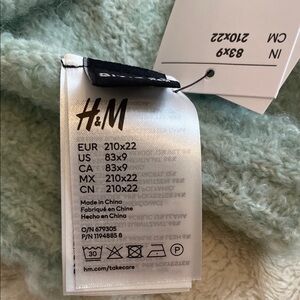 IN 83x9
CM 210x22
H&M
EUR 210x22
US 83x9
CA 83x9
MX 210x22
CN 210x22
Made in China
Fabriqué en Chine
Hecho en China
O/N 679305
P/N 1194885 8
30
P
hm.com/takecare